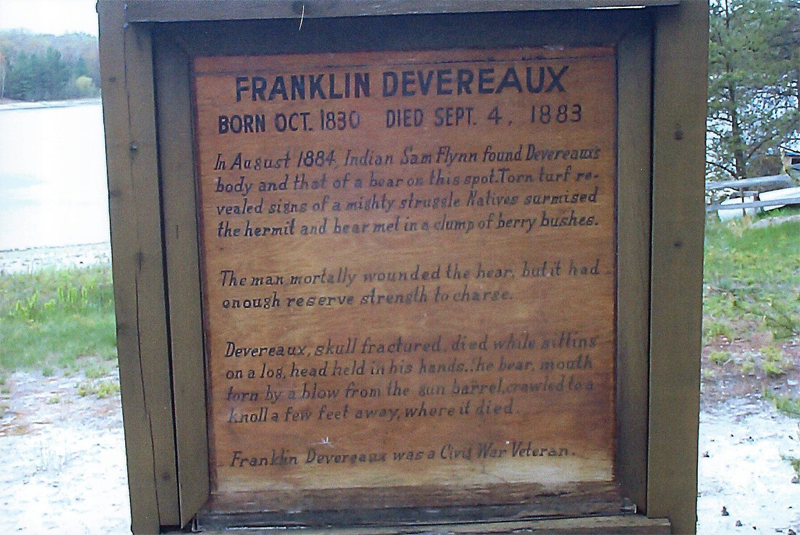 FRANKLIN DEVEREAUX
BORN OCT. 1830 DIED SEPT. 4, 1883
In August 1884, Indian Sam Flynn found Devereaux's
body and that of a bear on this spot. Torn turf re-
vealed signs of a mighty struggle. Natives surmised
the hermit and bear met in a clump of berry bushes.
The man mortally wounded the bear, but it had
enough reserve strength to charge.
Devereaux, skull fractured, died while sitting
on a log, head held in his hands. The bear, mouth
torn by a blow from the gun barrel, crawled to a
knoll a few feet away, where it died.
Franklin Devereaux was a Civil War Veteran.